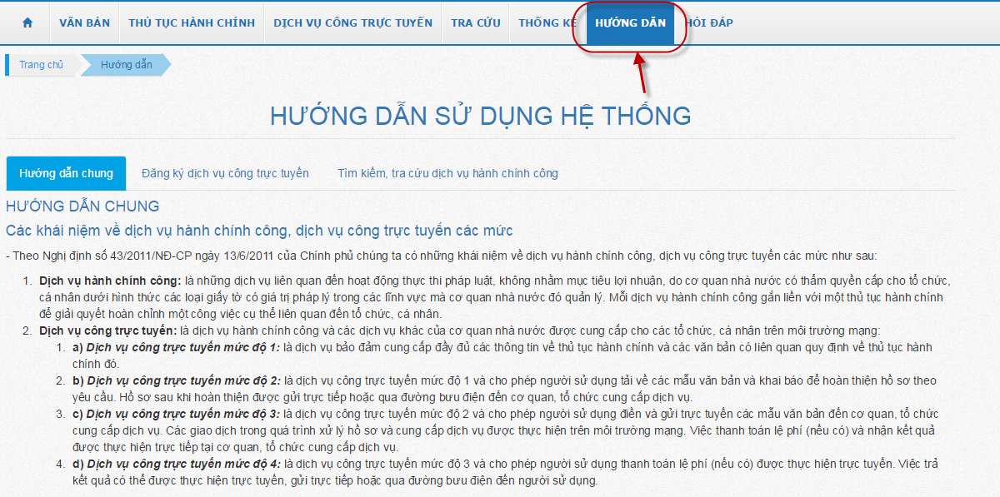 VĂN BẢN THỦ TỤC HÀNH CHÍNH DỊCH VỤ CÔNG TRỰC TUYẾN TRA CỨU THỐNG KÊ HƯỚNG DẪN HỎI ĐÁP
Trang chủ Hướng dẫn
HƯỚNG DẪN SỬ DỤNG HỆ THỐNG
Hướng dẫn chung Đăng ký dịch vụ công trực tuyến Tìm kiếm, tra cứu dịch vụ hành chính công
HƯỚNG DẪN CHUNG
Các khái niệm về dịch vụ hành chính công, dịch vụ công trực tuyến các mức
- Theo Nghị định số 43/2011/NĐ-CP ngày 13/6/2011 của Chính phủ chúng ta có những khái niệm về dịch vụ hành chính công, dịch vụ công trực tuyến các mức như sau:
1. Dịch vụ hành chính công: là những dịch vụ liên quan đến hoạt động thực thi pháp luật, không nhằm mục tiêu lợi nhuận, do cơ quan nhà nước có thẩm quyền cấp cho tổ chức,
cá nhân dưới hình thức các loại giấy tờ có giá trị pháp lý trong các lĩnh vực mà cơ quan nhà nước đó quản lý. Mỗi dịch vụ hành chính công gắn liền với một thủ tục hành chính
để giải quyết hoàn chỉnh một công việc cụ thể liên quan đến tổ chức, cá nhân.
2. Dịch vụ công trực tuyến: là dịch vụ hành chính công và các dịch vụ khác của cơ quan nhà nước được cung cấp cho các tổ chức, cá nhân trên môi trường mạng:
1. a) Dịch vụ công trực tuyến mức độ 1: là dịch vụ bảo đảm cung cấp đầy đủ các thông tin về thủ tục hành chính và các văn bản có liên quan quy định về thủ tục hành
chính đó.
2. b) Dịch vụ công trực tuyến mức độ 2: là dịch vụ công trực tuyến mức độ 1 và cho phép người sử dụng tải về các mẫu văn bản và khai báo để hoàn thiện hồ sơ theo
yêu cầu. Hồ sơ sau khi hoàn thiện được gửi trực tiếp hoặc qua đường bưu điện đến cơ quan, tổ chức cung cấp dịch vụ.
3. c) Dịch vụ công trực tuyến mức độ 3: là dịch vụ công trực tuyến mức độ 2 và cho phép người sử dụng điền và gửi trực tuyến các mẫu văn bản đến cơ quan, tổ chức
cung cấp dịch vụ. Các giao dịch trong quá trình xử lý hồ sơ và cung cấp dịch vụ được thực hiện trên môi trường mạng. Việc thanh toán lệ phí (nếu có) và nhận kết quả
được thực hiện trực tiếp tại cơ quan, tổ chức cung cấp dịch vụ.
4. d) Dịch vụ công trực tuyến mức độ 4: là dịch vụ công trực tuyến mức độ 3 và cho phép người sử dụng thanh toán lệ phí (nếu có) được thực hiện trực tuyến. Việc trả
kết quả có thể được thực hiện trực tuyến, gửi trực tiếp hoặc qua đường bưu điện đến người sử dụng.